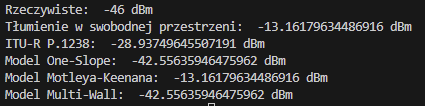 Rzeczywiste:  -46 dBm
Tłumienie w swobodnej przestrzeni:  -13.16179634486916 dBm
ITU-R P.1238:  -28.93749645507191 dBm
Model One-Slope:  -42.55635946475962 dBm
Model Motleya-Keenana:  -13.16179634486916 dBm
Model Multi-Wall:  -42.55635946475962 dBm